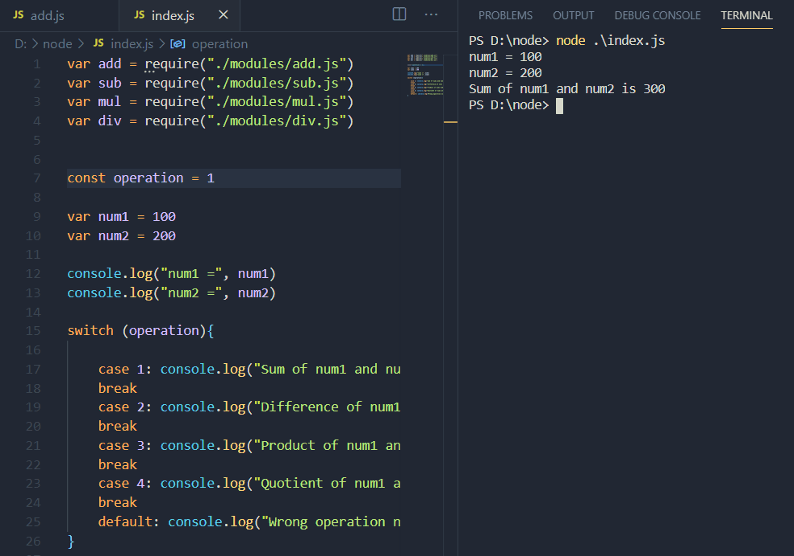 JS add.js
JS index.js ×
D: > node > JS index.js > operation
1 var add = require("./modules/add.js")
2 var sub = require("./modules/sub.js")
3 var mul = require("./modules/mul.js")
4 var div = require("./modules/div.js")
5
6
7 const operation = 1
8
9 var num1 = 100
10 var num2 = 200
11
12 console.log("num1 =", num1)
13 console.log("num2 =", num2)
14
15 switch (operation){
16
17 case 1: console.log("Sum of num1 and nu
18 break
19 case 2: console.log("Difference of num1
20 break
21 case 3: console.log("Product of num1 an
22 break
23 case 4: console.log("Quotient of num1 a
24 break
25 default: console.log("Wrong operation n
26 }
PROBLEMS OUTPUT DEBUG CONSOLE TERMINAL
PS D:\node> node .\index.js
num1 = 100
num2 = 200
Sum of num1 and num2 is 300
PS D:\node>